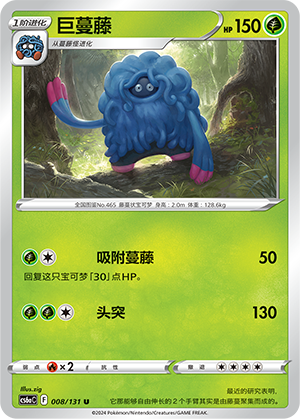 1阶进化
巨蔓藤
HP 150
从蔓藤怪进化
全国图鉴No.465 藤蔓状宝可梦 身高：2.0m 体重：128.6kg
吸附蔓藤 50
回复这只宝可梦「30」点HP。
头突 130
弱点 ×2 抗性 撤退
Illus.zig
CS6aC F 008/131 U
最近的研究表明，
它那能够自由伸长的2个手臂其实是由藤蔓聚集而成的。
©2024 Pokémon/Nintendo/Creatures/GAME FREAK.